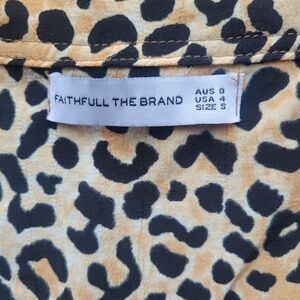 FAITHFULL THE BRAND
AUS 8
USA 4
SIZE S